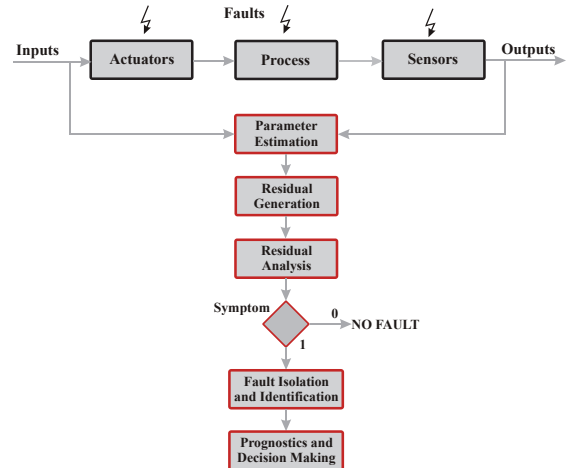 Faults
Inputs
Actuators
Process
Sensors
Outputs
Parameter
Estimation
Residual
Generation
Residual
Analysis
Symptom
0
NO FAULT
1
Fault Isolation
and Identification
Prognostics and
Decision Making